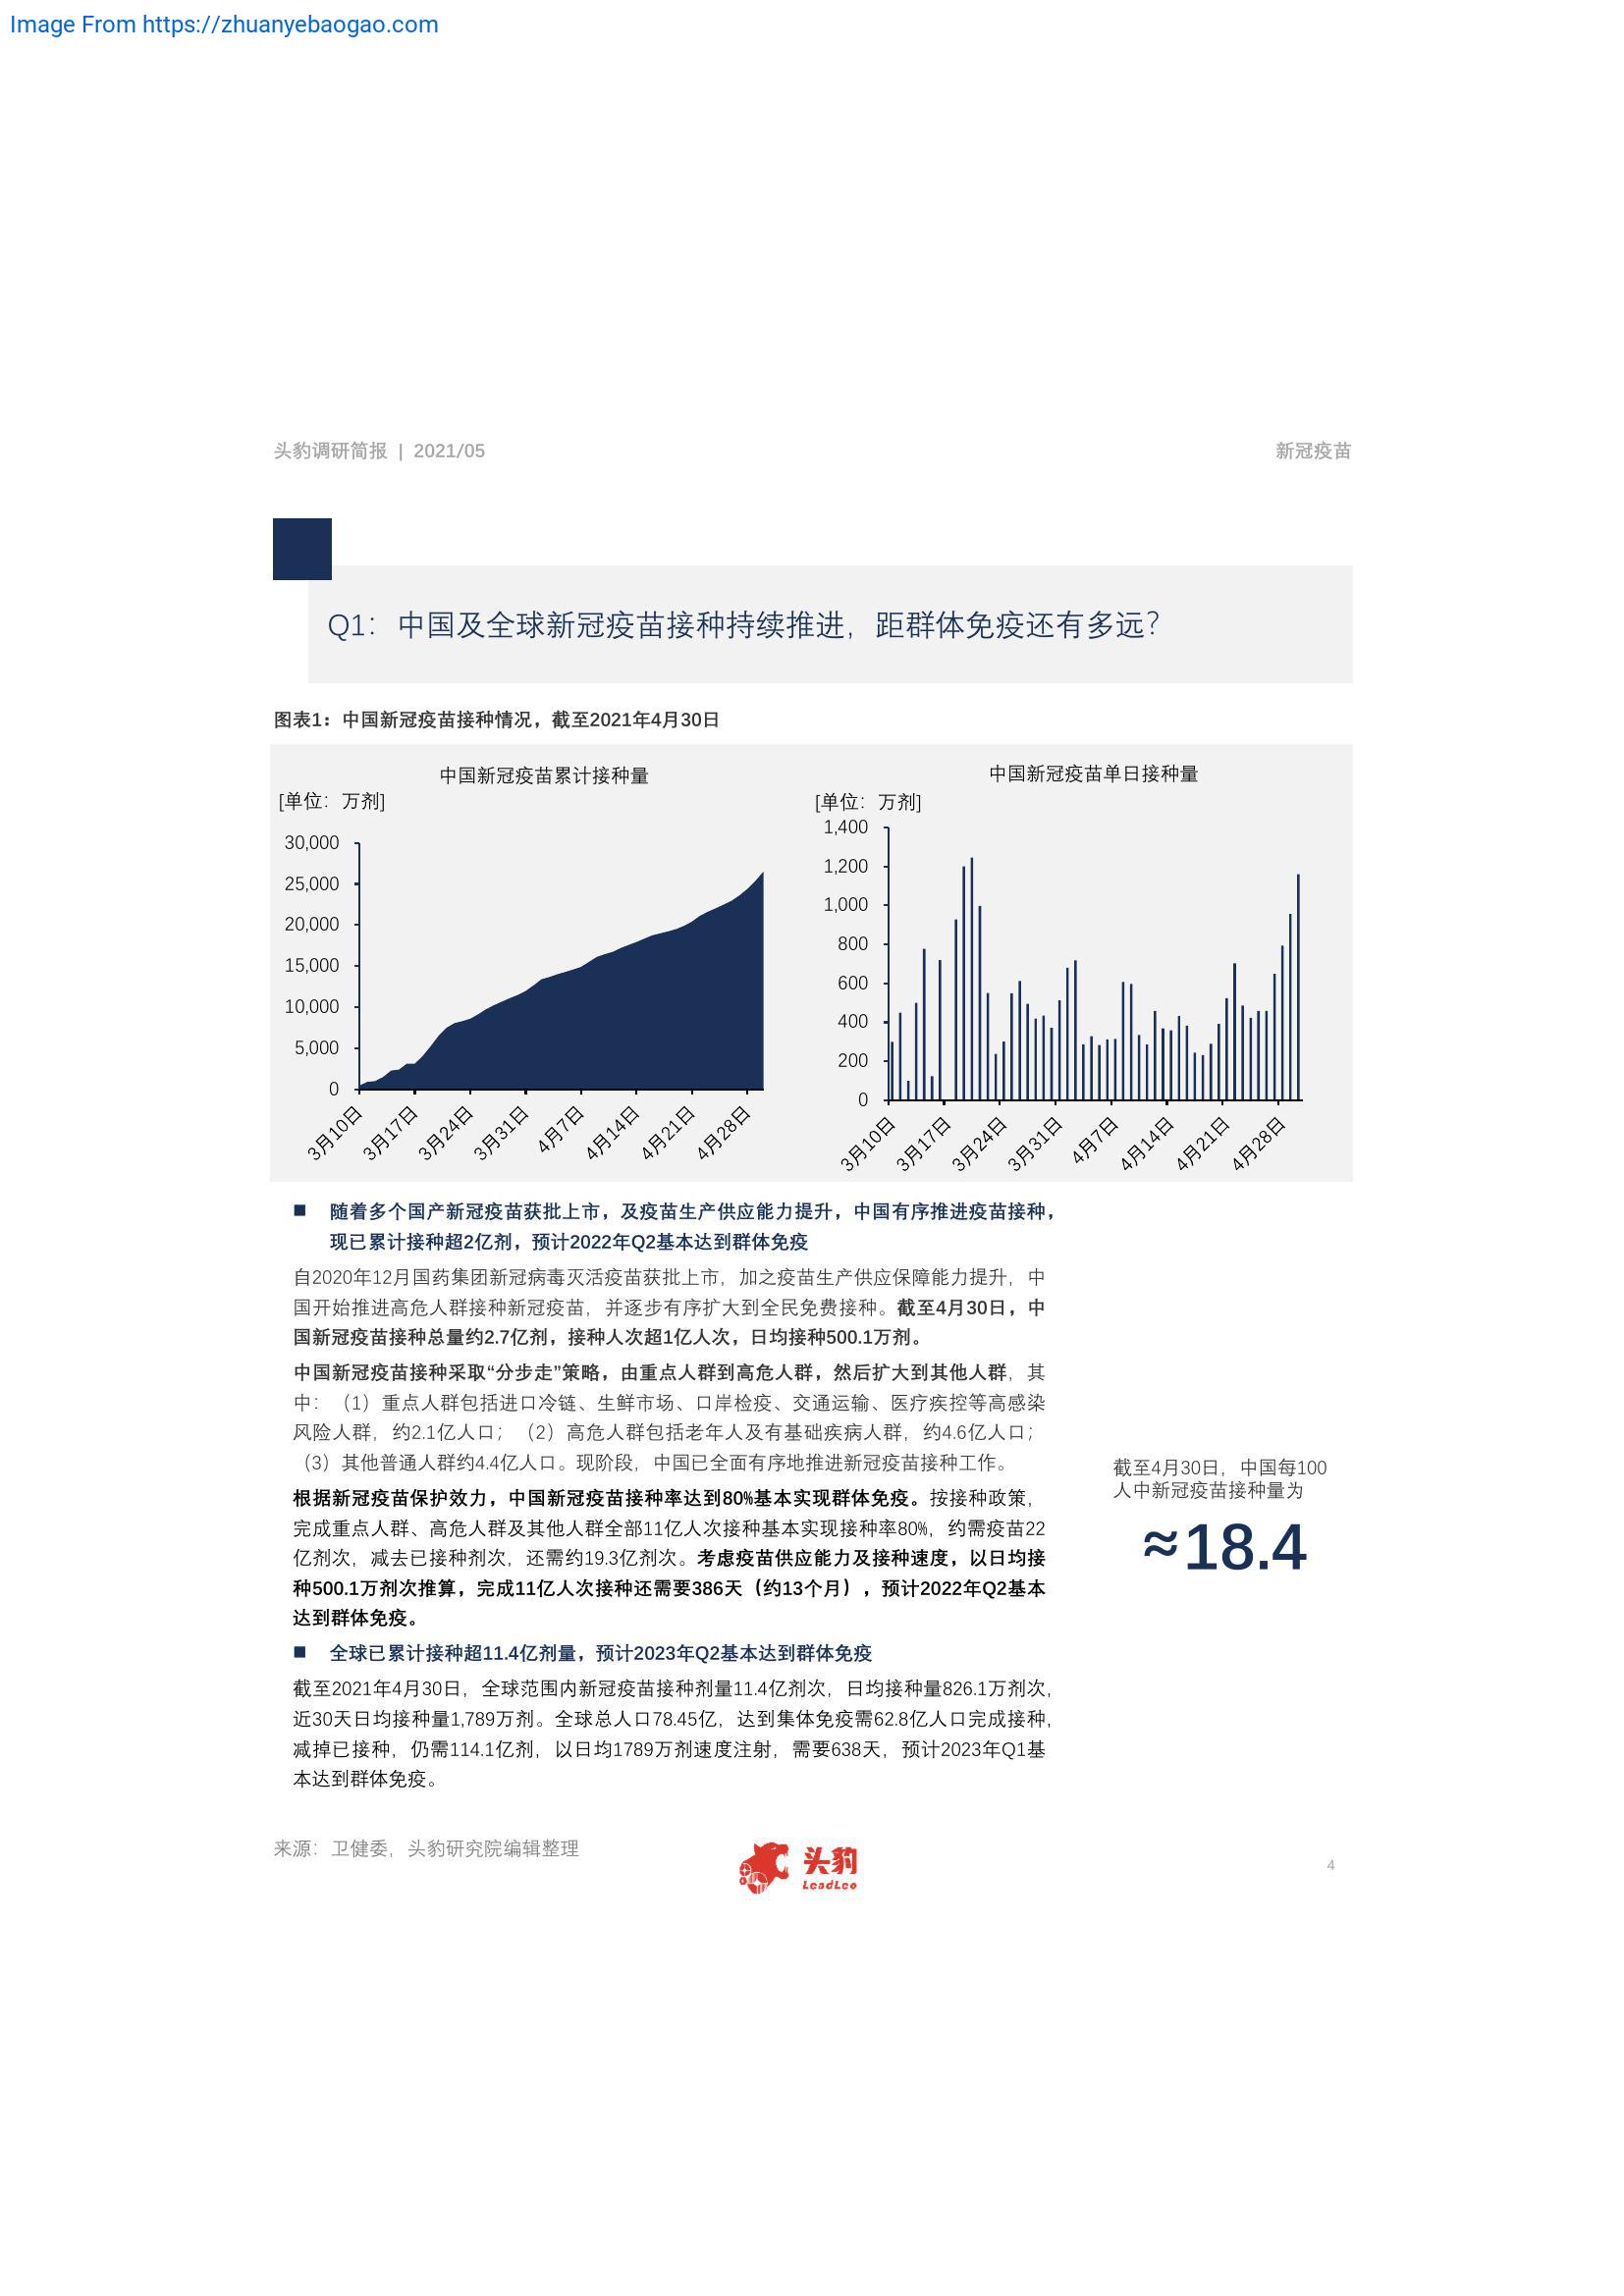 Image From https://zhuanyebaogao.com
头豹调研简报 | 2021/05
新冠疫苗
Q1：中国及全球新冠疫苗接种持续推进，距群体免疫还有多远？
图表1：中国新冠疫苗接种情况，截至2021年4月30日
中国新冠疫苗累计接种量
[单位：万剂]
30,000
25,000
20,000
15,000
10,000
5,000
0
3月10日
3月17日
3月24日
3月31日
4月7日
4月14日
4月21日
4月28日
中国新冠疫苗单日接种量
[单位：万剂]
1,400
1,200
1,000
800
600
400
200
0
3月10日
3月17日
3月24日
3月31日
4月7日
4月14日
4月21日
4月28日
■ 随着多个国产新冠疫苗获批上市，及疫苗生产供应能力提升，中国有序推进疫苗接种，
现已累计接种超2亿剂，预计2022年Q2基本达到群体免疫
自2020年12月国药集团新冠病毒灭活疫苗获批上市，加之疫苗生产供应保障能力提升，中
国开始推进高危人群接种新冠疫苗，并逐步有序扩大到全民免费接种。截至4月30日，中
国新冠疫苗接种总量约2.7亿剂，接种人次超1亿人次，日均接种500.1万剂。
中国新冠疫苗接种采取“分步走”策略，由重点人群到高危人群，然后扩大到其他人群，其
中：（1）重点人群包括进口冷链、生鲜市场、口岸检疫、交通运输、医疗疾控等高感染
风险人群，约2.1亿人口；（2）高危人群包括老年人及有基础疾病人群，约4.6亿人口；
（3）其他普通人群约4.4亿人口。现阶段，中国已全面有序地推进新冠疫苗接种工作。
根据新冠疫苗保护效力，中国新冠疫苗接种率达到80%基本实现群体免疫。按接种政策，
完成重点人群、高危人群及其他人群全部11亿人次接种基本实现接种率80%，约需疫苗22
亿剂次，减去已接种剂次，还需约19.3亿剂次。考虑疫苗供应能力及接种速度，以日均接
种500.1万剂次推算，完成11亿人次接种还需要386天（约13个月），预计2022年Q2基本
达到群体免疫。
■ 全球已累计接种超11.4亿剂量，预计2023年Q2基本达到群体免疫
截至2021年4月30日，全球范围内新冠疫苗接种剂量11.4亿剂次，日均接种量826.1万剂次，
近30天日均接种量1,789万剂。全球总人口78.45亿，达到集体免疫需62.8亿人口完成接种，
减掉已接种，仍需114.1亿剂，以日均1789万剂速度注射，需要638天，预计2023年Q1基
本达到群体免疫。
截至4月30日，中国每100
人中新冠疫苗接种量为
≈18.4
来源：卫健委，头豹研究院编辑整理
头豹
LeadLeo
4